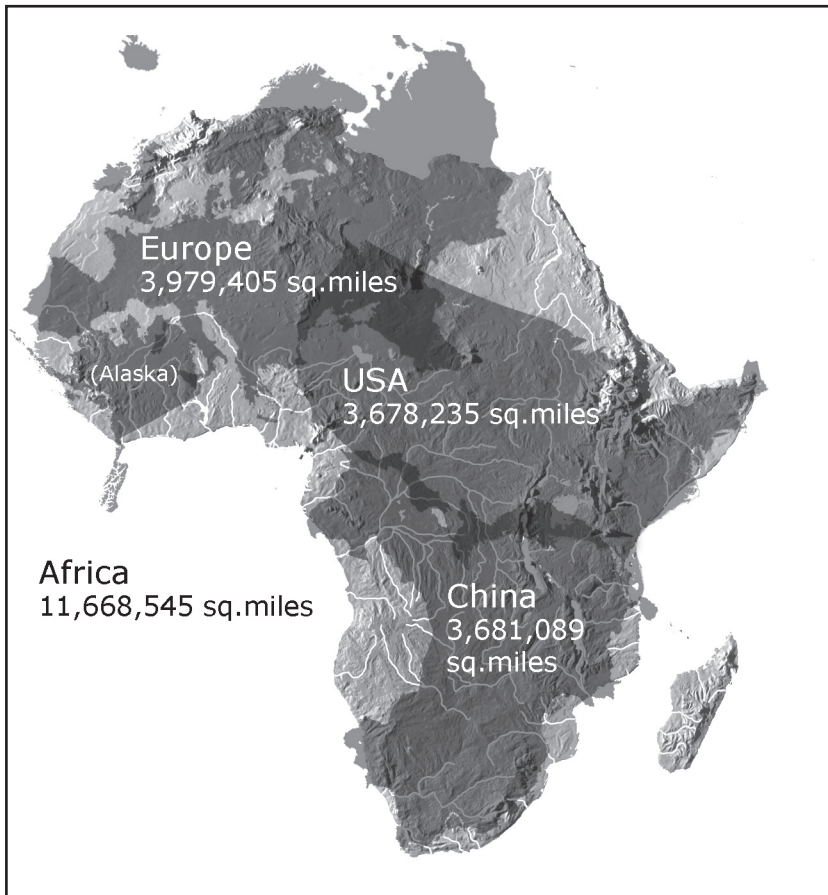 Europe
3,979,405 sq.miles
(Alaska)
USA
3,678,235 sq.miles
Africa
11,668,545 sq.miles
China
3,681,089
sq.miles